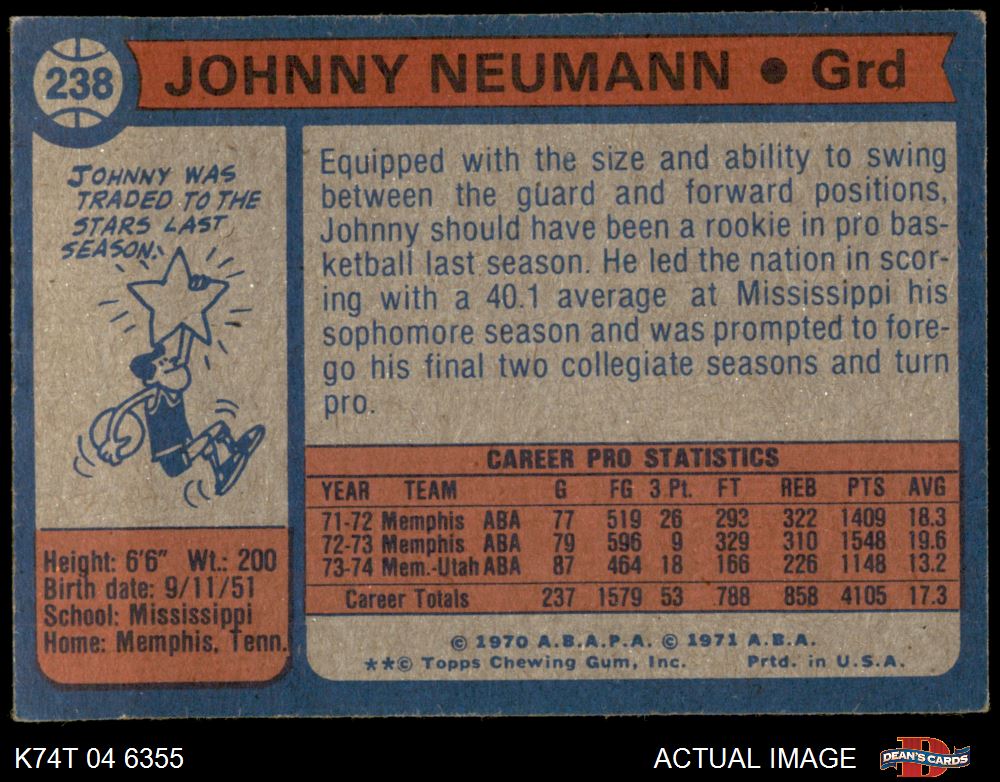 238
JOHNNY NEUMANN • Grd
JOHNNY WAS
TRADED TO THE
STARS LAST
SEASON.
Equipped with the size and ability to swing
between the guard and forward positions,
Johnny should have been a rookie in pro bas-
ketball last season. He led the nation in scor-
ing with a 40.1 average at Mississippi his
sophomore season and was prompted to fore-
go his final two collegiate seasons and turn
pro.
Height: 6'6" Wt.: 200
Birth date: 9/11/51
School: Mississippi
Home: Memphis, Tenn.
CAREER PRO STATISTICS
YEAR TEAM G FG 3 Pt. FT REB PTS AVG
71-72 Memphis ABA 77 519 26 293 322 1409 18.3
72-73 Memphis ABA 79 596 9 329 310 1548 19.6
73-74 Mem.-Utah ABA 87 464 18 166 226 1148 13.2
Career Totals 237 1579 53 788 858 4105 17.3
© 1970 A.B.A.P.A. © 1971 A.B.A.
**© Topps Chewing Gum, Inc. Prtd. in U.S.A.
K74T 04 6355
ACTUAL IMAGE
D
DEAN'S CARDS